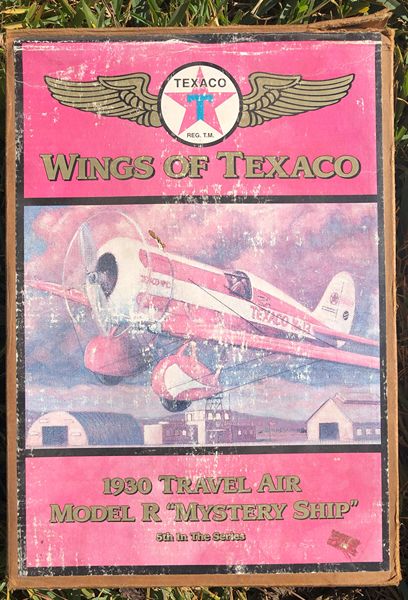 TEXACO
T
REG. T.M.
WINGS OF TEXACO
1930 TRAVEL AIR
MODEL R "MYSTERY SHIP"
5th In The Series